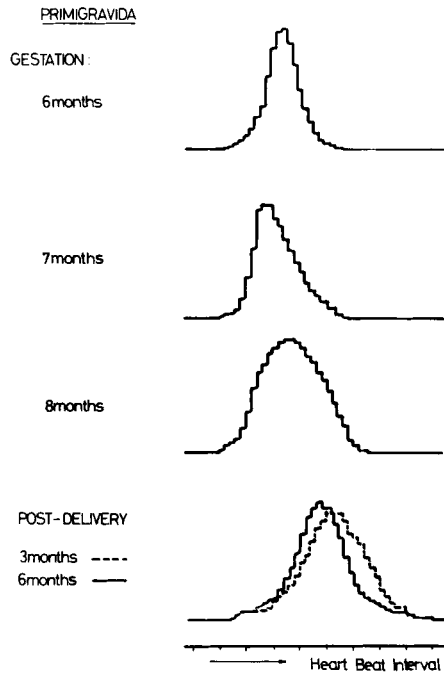 PRIMIGRAVIDA
GESTATION :
6months
7months
8months
POST-DELIVERY
3months
6months
Heart Beat Interval